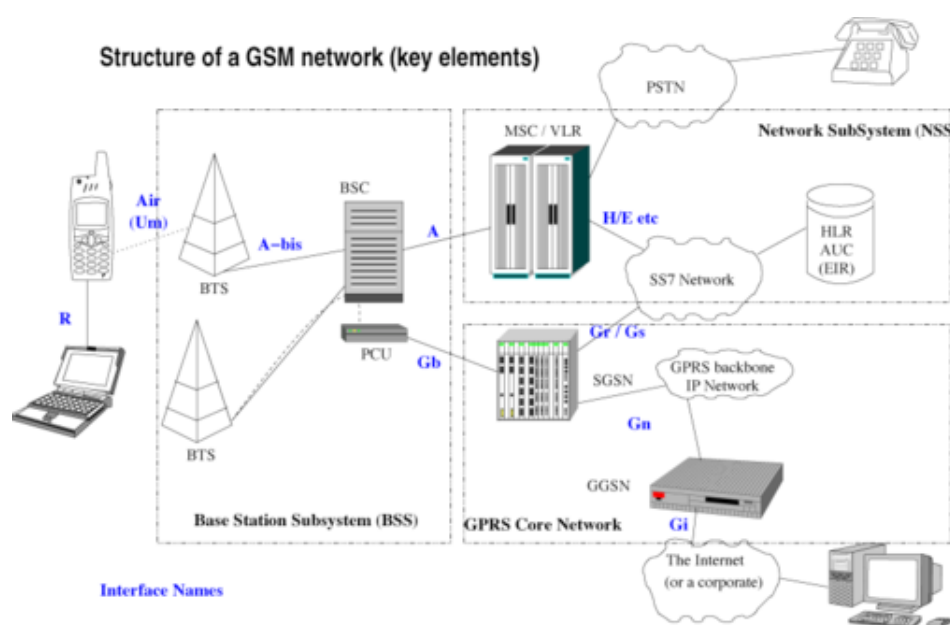 Structure of a GSM network (key elements)
PSTN
MSC / VLR
Network SubSystem (NSS
Air
(Um)
BSC
A-bis
A
H/E etc
HLR
AUC
(EIR)
BTS
SS7 Network
R
PCU
Gb
Gr / Gs
SGSN
GPRS backbone
IP Network
Gn
BTS
GGSN
Base Station Subsystem (BSS)
GPRS Core Network
Gi
The Internet
(or a corporate)
Interface Names